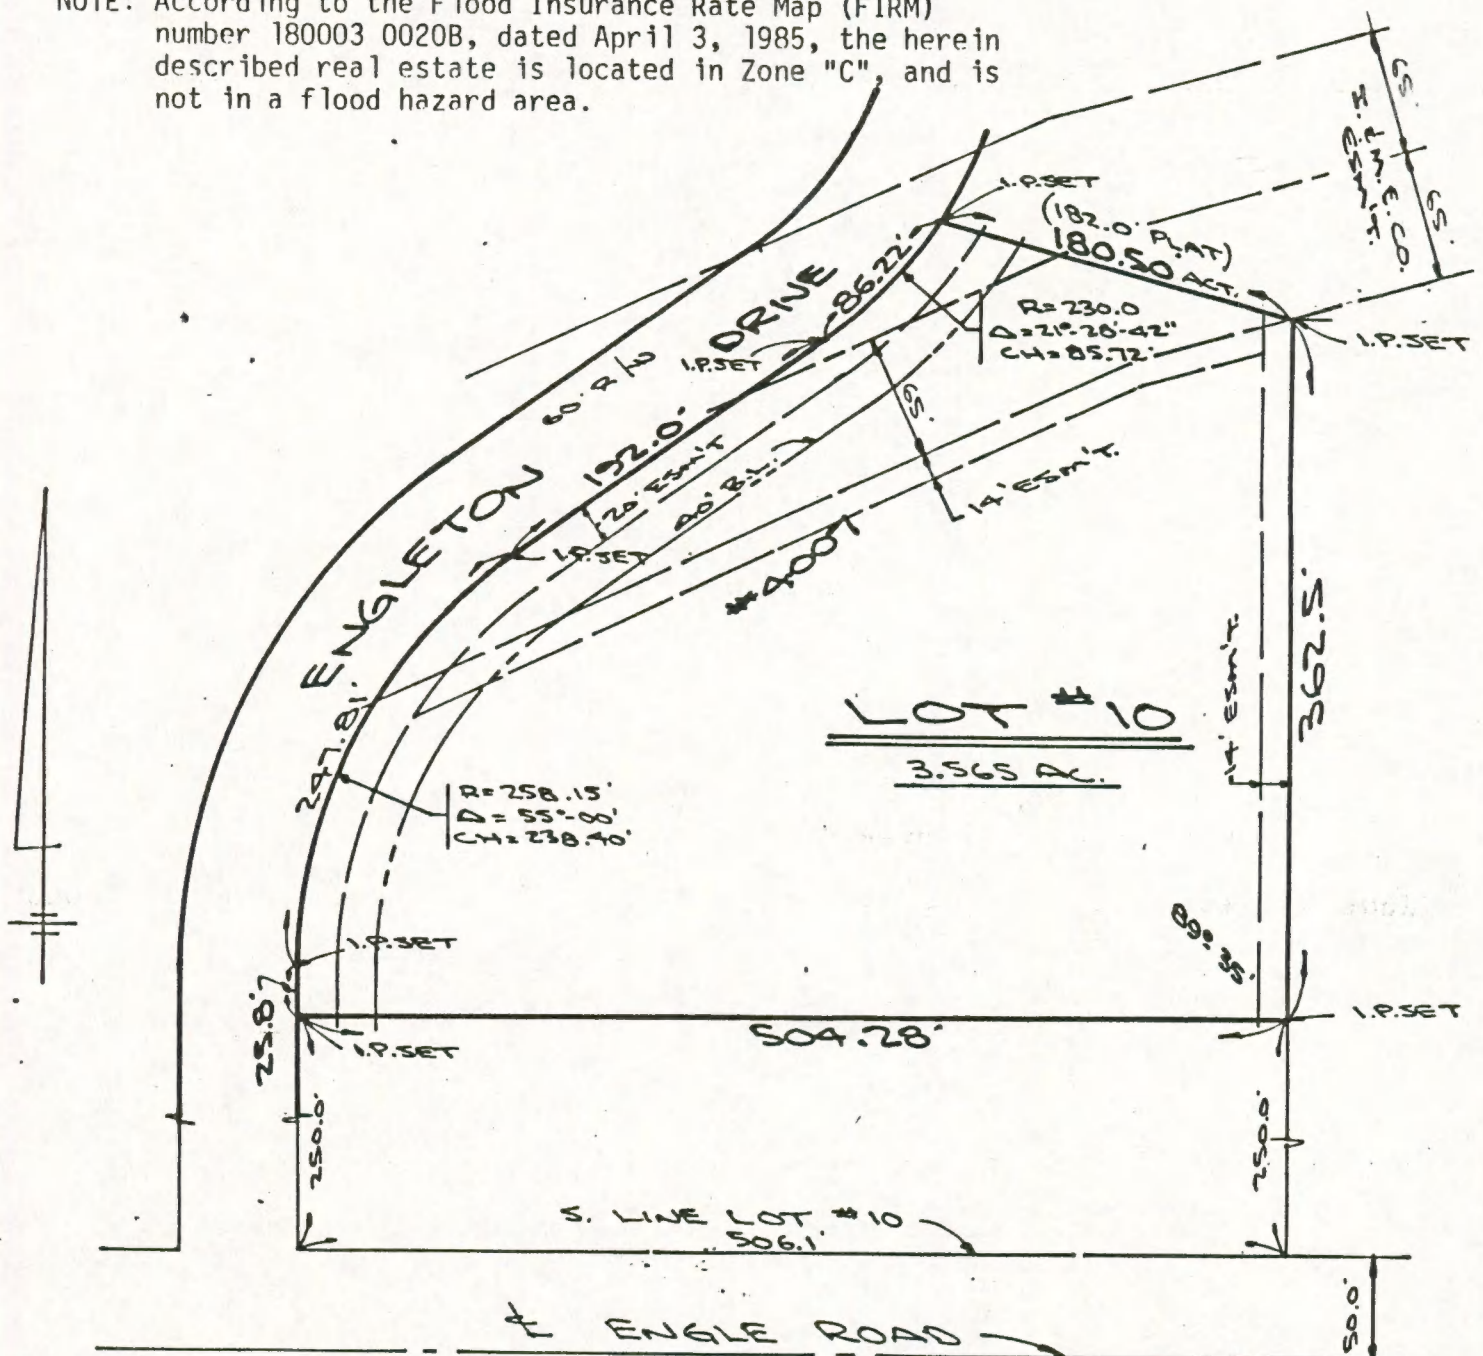 NOTE: According to the Flood Insurance Rate Map (FIRM)
number 180003 0020B, dated April 3, 1985, the herein
described real estate is located in Zone "C", and is
not in a flood hazard area.
65'
I. & M. E. CO.
ESM'T.
65'
I.P. SET
(182.0' PLAT)
180.50 ACT.
86.22'
R=230.0
Δ=21°-28'-42"
CH=85.72'
I.P. SET
I.P. SET
ENGLETON DRIVE
60' R/W
192.0'
20' ESM'T
40' B.L.
65'
14' ESM'T.
I.P. SET
#4007
247.81'
R=258.15'
Δ=55°-00'
CH=238.40'
LOT #10
3.565 AC.
14' ESM'T.
362.5'
89°35'
I.P. SET
25.8'
I.P. SET
504.28'
I.P. SET
250.0'
250.0'
S. LINE LOT #10
506.1'
50.0'
℄ ENGLE ROAD